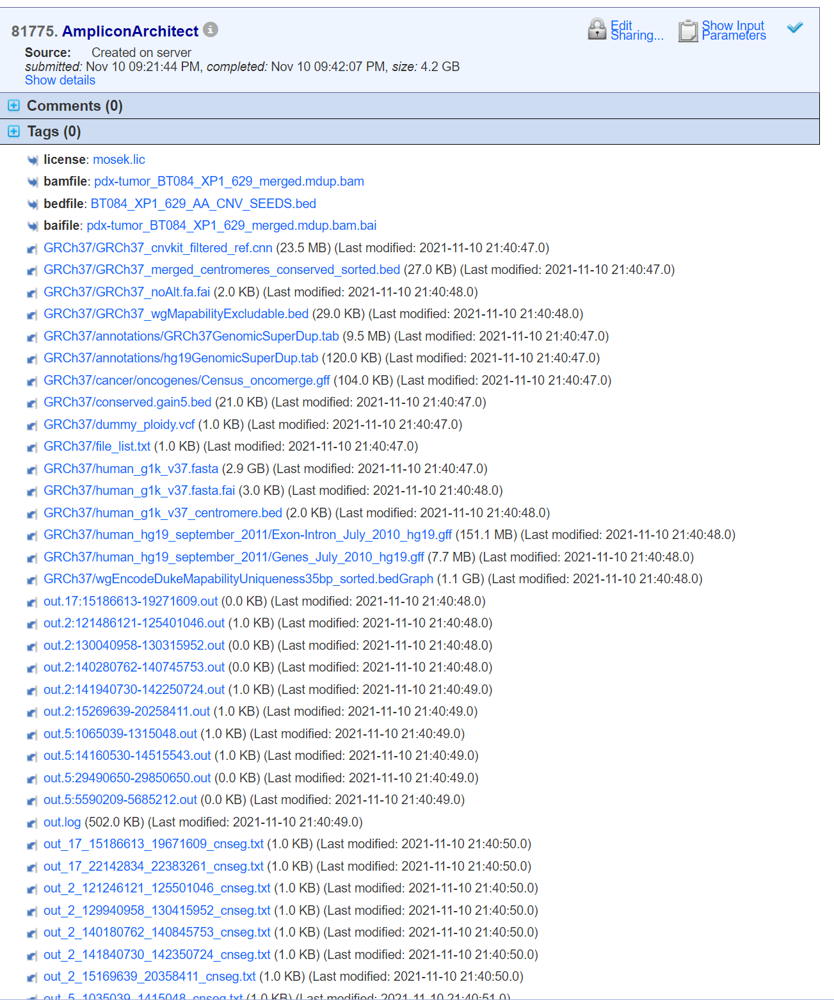 81775. AmpliconArchitect
Edit Sharing...
Show Input Parameters
Source: Created on server
submitted: Nov 10 09:21:44 PM, completed: Nov 10 09:42:07 PM, size: 4.2 GB
Show details
Comments (0)
Tags (0)
license: mosek.lic
bamfile: pdx-tumor_BT084_XP1_629_merged.mdup.bam
bedfile: BT084_XP1_629_AA_CNV_SEEDS.bed
baifile: pdx-tumor_BT084_XP1_629_merged.mdup.bam.bai
GRCh37/GRCh37_cnvkit_filtered_ref.cnn (23.5 MB) (Last modified: 2021-11-10 21:40:47.0)
GRCh37/GRCh37_merged_centromeres_conserved_sorted.bed (27.0 KB) (Last modified: 2021-11-10 21:40:47.0)
GRCh37/GRCh37_noAlt.fa.fai (2.0 KB) (Last modified: 2021-11-10 21:40:48.0)
GRCh37/GRCh37_wgMapabilityExcludable.bed (29.0 KB) (Last modified: 2021-11-10 21:40:48.0)
GRCh37/annotations/GRCh37GenomicSuperDup.tab (9.5 MB) (Last modified: 2021-11-10 21:40:47.0)
GRCh37/annotations/hg19GenomicSuperDup.tab (120.0 KB) (Last modified: 2021-11-10 21:40:47.0)
GRCh37/cancer/oncogenes/Census_oncomerge.gff (104.0 KB) (Last modified: 2021-11-10 21:40:47.0)
GRCh37/conserved.gain5.bed (21.0 KB) (Last modified: 2021-11-10 21:40:47.0)
GRCh37/dummy_ploidy.vcf (1.0 KB) (Last modified: 2021-11-10 21:40:47.0)
GRCh37/file_list.txt (1.0 KB) (Last modified: 2021-11-10 21:40:47.0)
GRCh37/human_g1k_v37.fasta (2.9 GB) (Last modified: 2021-11-10 21:40:47.0)
GRCh37/human_g1k_v37.fasta.fai (3.0 KB) (Last modified: 2021-11-10 21:40:48.0)
GRCh37/human_g1k_v37_centromere.bed (2.0 KB) (Last modified: 2021-11-10 21:40:48.0)
GRCh37/human_hg19_september_2011/Exon-Intron_July_2010_hg19.gff (151.1 MB) (Last modified: 2021-11-10 21:40:48.0)
GRCh37/human_hg19_september_2011/Genes_July_2010_hg19.gff (7.7 MB) (Last modified: 2021-11-10 21:40:48.0)
GRCh37/wgEncodeDukeMapabilityUniqueness35bp_sorted.bedGraph (1.1 GB) (Last modified: 2021-11-10 21:40:48.0)
out.17:15186613-19271609.out (0.0 KB) (Last modified: 2021-11-10 21:40:48.0)
out.2:121486121-125401046.out (1.0 KB) (Last modified: 2021-11-10 21:40:48.0)
out.2:130040958-130315952.out (0.0 KB) (Last modified: 2021-11-10 21:40:48.0)
out.2:140280762-140745753.out (0.0 KB) (Last modified: 2021-11-10 21:40:48.0)
out.2:141940730-142250724.out (1.0 KB) (Last modified: 2021-11-10 21:40:49.0)
out.2:15269639-20258411.out (1.0 KB) (Last modified: 2021-11-10 21:40:49.0)
out.5:1065039-1315048.out (1.0 KB) (Last modified: 2021-11-10 21:40:49.0)
out.5:14160530-14515543.out (1.0 KB) (Last modified: 2021-11-10 21:40:49.0)
out.5:29490650-29850650.out (0.0 KB) (Last modified: 2021-11-10 21:40:49.0)
out.5:5590209-5685212.out (0.0 KB) (Last modified: 2021-11-10 21:40:49.0)
out.log (502.0 KB) (Last modified: 2021-11-10 21:40:49.0)
out_17_15186613_19671609_cnseg.txt (1.0 KB) (Last modified: 2021-11-10 21:40:50.0)
out_17_22142834_22383261_cnseg.txt (1.0 KB) (Last modified: 2021-11-10 21:40:50.0)
out_2_121246121_125501046_cnseg.txt (1.0 KB) (Last modified: 2021-11-10 21:40:50.0)
out_2_129940958_130415952_cnseg.txt (1.0 KB) (Last modified: 2021-11-10 21:40:50.0)
out_2_140180762_140845753_cnseg.txt (1.0 KB) (Last modified: 2021-11-10 21:40:50.0)
out_2_141840730_142350724_cnseg.txt (1.0 KB) (Last modified: 2021-11-10 21:40:50.0)
out_2_15169639_20358411_cnseg.txt (1.0 KB) (Last modified: 2021-11-10 21:40:50.0)
out_5_1035039_1415048_cnseg.txt (1.0 KB) (Last modified: 2021-11-10 21:40:51.0)